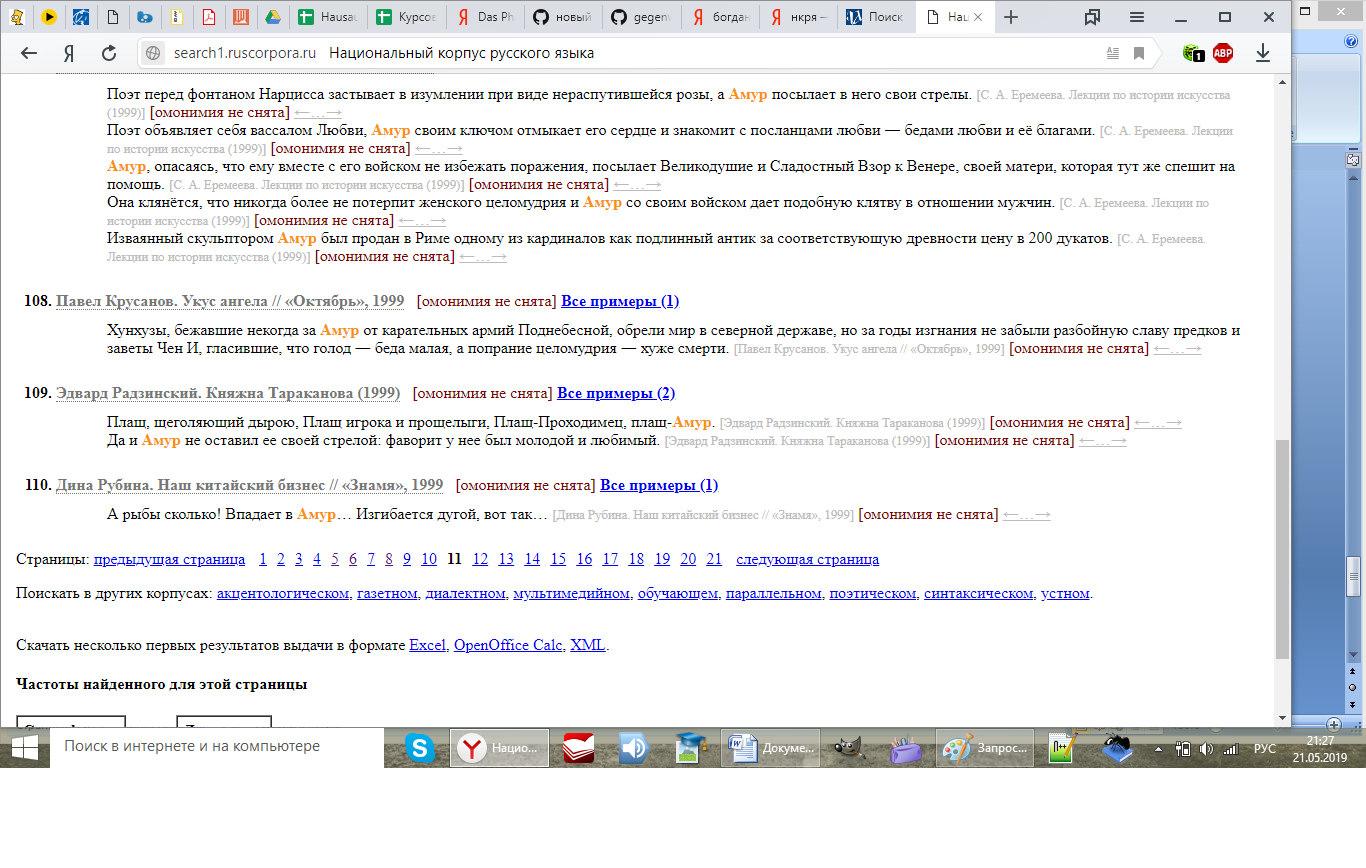 Hausau
Курсов
Das Ph
новый
gegenv
богдан
нкря —
Поиск
Нац
search1.ruscorpora.ru Национальный корпус русского языка
1
ABP
Поэт перед фонтаном Нарцисса застывает в изумлении при виде нераспутившейся розы, а Амур посылает в него свои стрелы. [С. А. Еремеева. Лекции по истории искусства
(1999)] [омонимия не снята] ←…→
Поэт объявляет себя вассалом Любви, Амур своим ключом отмыкает его сердце и знакомит с посланцами любви — бедами любви и её благами. [С. А. Еремеева. Лекции
по истории искусства (1999)] [омонимия не снята] ←…→
Амур, опасаясь, что ему вместе с его войском не избежать поражения, посылает Великодушие и Сладостный Взор к Венере, своей матери, которая тут же спешит на
помощь. [С. А. Еремеева. Лекции по истории искусства (1999)] [омонимия не снята] ←…→
Она клянётся, что никогда более не потерпит женского целомудрия и Амур со своим войском дает подобную клятву в отношении мужчин. [С. А. Еремеева. Лекции по
истории искусства (1999)] [омонимия не снята] ←…→
Изваянный скульптором Амур был продан в Риме одному из кардиналов как подлинный антик за соответствующую древности цену в 200 дукатов. [С. А. Еремеева.
Лекции по истории искусства (1999)] [омонимия не снята] ←…→
108. Павел Крусанов. Укус ангела // «Октябрь», 1999 [омонимия не снята] Все примеры (1)
Хунхузы, бежавшие некогда за Амур от карательных армий Поднебесной, обрели мир в северной державе, но за годы изгнания не забыли разбойную славу предков и
заветы Чен И, гласившие, что голод — беда малая, а попрание целомудрия — хуже смерти. [Павел Крусанов. Укус ангела // «Октябрь», 1999] [омонимия не снята] ←…→
109. Эдвард Радзинский. Княжна Тараканова (1999) [омонимия не снята] Все примеры (2)
Плащ, щеголяющий дырою, Плащ игрока и прощелыги, Плащ-Проходимец, плащ-Амур. [Эдвард Радзинский. Княжна Тараканова (1999)] [омонимия не снята] ←…→
Да и Амур не оставил ее своей стрелой: фаворит у нее был молодой и любимый. [Эдвард Радзинский. Княжна Тараканова (1999)] [омонимия не снята] ←…→
110. Дина Рубина. Наш китайский бизнес // «Знамя», 1999 [омонимия не снята] Все примеры (1)
А рыбы сколько! Впадает в Амур… Изгибается дугой, вот так… [Дина Рубина. Наш китайский бизнес // «Знамя», 1999] [омонимия не снята] ←…→
Страницы: предыдущая страница 1 2 3 4 5 6 7 8 9 10 11 12 13 14 15 16 17 18 19 20 21 следующая страница
Поискать в других корпусах: акцентологическом, газетном, диалектном, мультимедийном, обучающем, параллельном, поэтическом, синтаксическом, устном.
Скачать несколько первых результатов выдачи в формате Excel, OpenOffice Calc, XML.
Частоты найденного для этой страницы
Поиск в интернете и на компьютере
Нацио...
Докуме...
Запрос...
РУС
21:27
21.05.2019